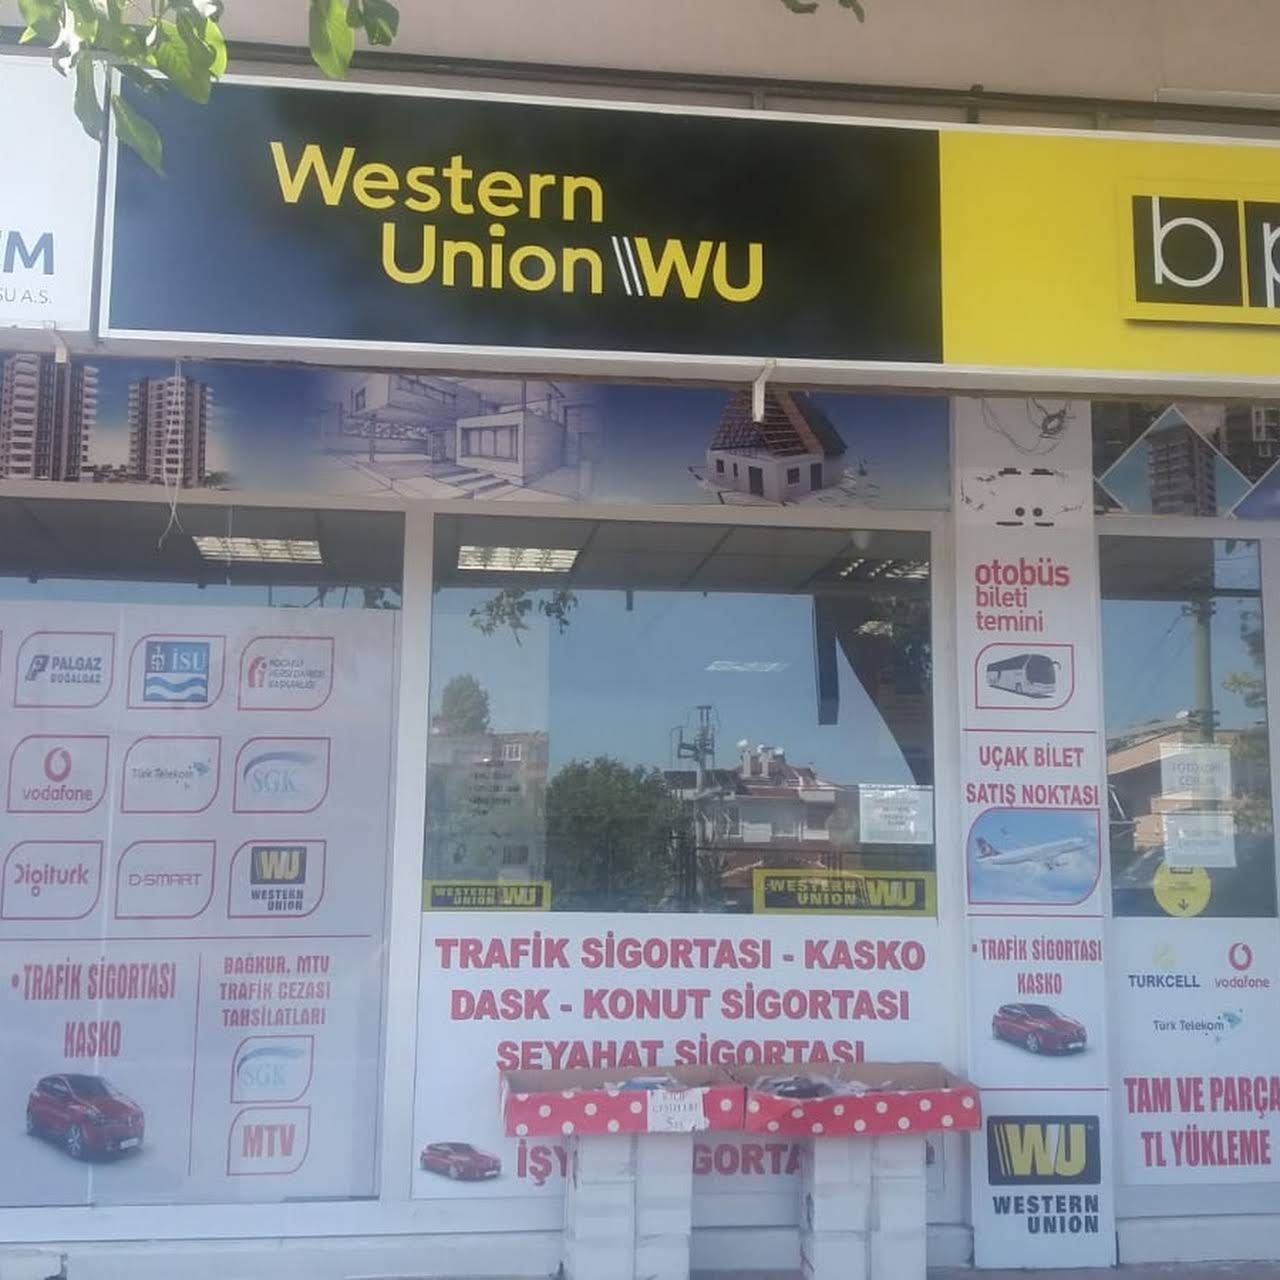 Western
Union WU
bp
SU A.S.
PALGAZ
DOĞALGAZ
İSU
vodafone
Türk Telekom
SGK
Digiturk
D-SMART
WU
WESTERN
UNION
• TRAFİK SİGORTASI
KASKO
BAĞKUR, MTV
TRAFİK CEZASI
TAHSİLATLARI
SGK
MTV
WESTERN
UNION WU
WESTERN
UNION WU
TRAFİK SİGORTASI - KASKO
DASK - KONUT SİGORTASI
SEYAHAT SİGORTASI
otobüs
bileti
temini
UÇAK BİLET
SATIŞ NOKTASI
• TRAFİK SİGORTASI
KASKO
WU
WESTERN
UNION
TURKCELL
vodafone
Türk Telekom
TAM VE PARÇA
TL YÜKLEME